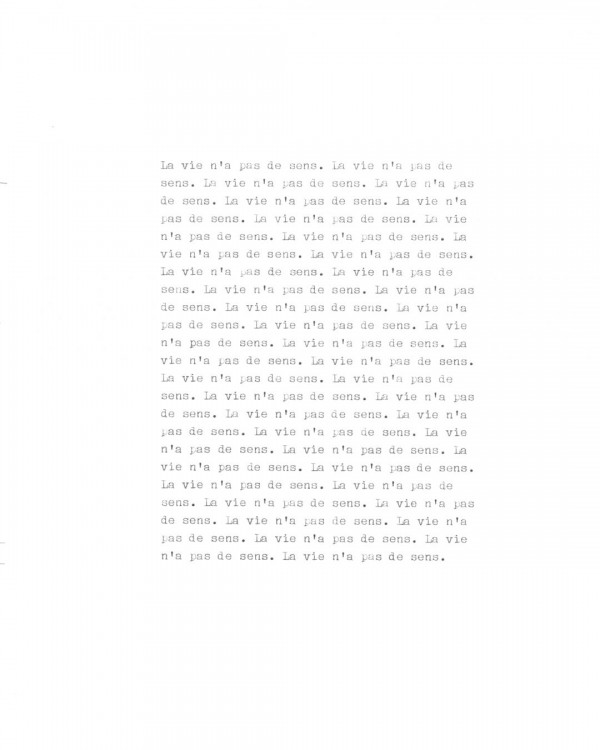 La vie n'a pas de sens. La vie n'a pas de
sens. La vie n'a pas de sens. La vie n'a pas
de sens. La vie n'a pas de sens. La vie n'a
pas de sens. La vie n'a pas de sens. La vie
n'a pas de sens. La vie n'a pas de sens. La
vie n'a pas de sens. La vie n'a pas de sens.
La vie n'a pas de sens. La vie n'a pas de
sens. La vie n'a pas de sens. La vie n'a pas
de sens. La vie n'a pas de sens. La vie n'a
pas de sens. La vie n'a pas de sens. La vie
n'a pas de sens. La vie n'a pas de sens. La
vie n'a pas de sens. La vie n'a pas de sens.
La vie n'a pas de sens. La vie n'a pas de
sens. La vie n'a pas de sens. La vie n'a pas
de sens. La vie n'a pas de sens. La vie n'a
pas de sens. La vie n'a pas de sens. La vie
n'a pas de sens. La vie n'a pas de sens. La
vie n'a pas de sens. La vie n'a pas de sens.
La vie n'a pas de sens. La vie n'a pas de
sens. La vie n'a pas de sens. La vie n'a pas
de sens. La vie n'a pas de sens. La vie n'a
pas de sens. La vie n'a pas de sens. La vie
n'a pas de sens. La vie n'a pas de sens.